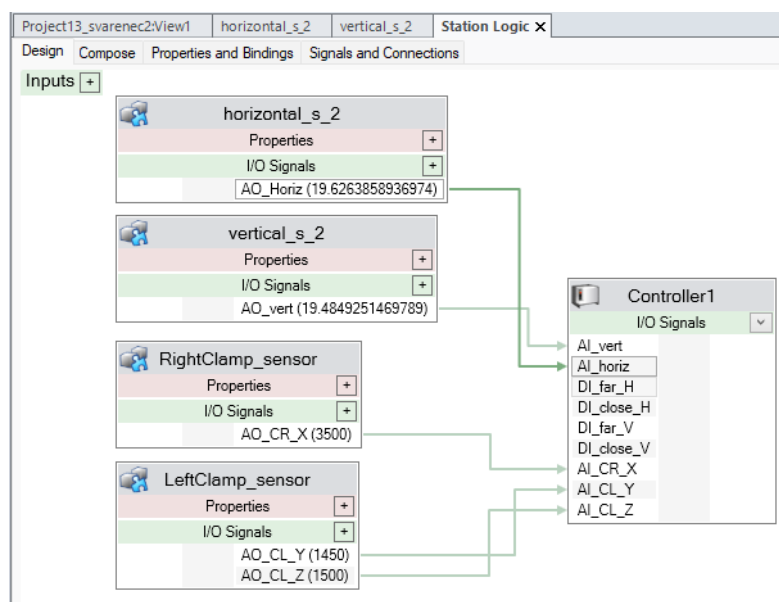 Project13_svarenec2:View1 horizontal_s_2 vertical_s_2 Station Logic X
Design Compose Properties and Bindings Signals and Connections
Inputs +
horizontal_s_2
Properties +
I/O Signals +
AO_Horiz (19.6263858936974)
vertical_s_2
Properties +
I/O Signals +
AO_vert (19.4849251469789)
RightClamp_sensor
Properties +
I/O Signals +
AO_CR_X (3500)
LeftClamp_sensor
Properties +
I/O Signals +
AO_CL_Y (1450)
AO_CL_Z (1500)
Controller1
I/O Signals
AI_vert
AI_horiz
DI_far_H
DI_close_H
DI_far_V
DI_close_V
AI_CR_X
AI_CL_Y
AI_CL_Z